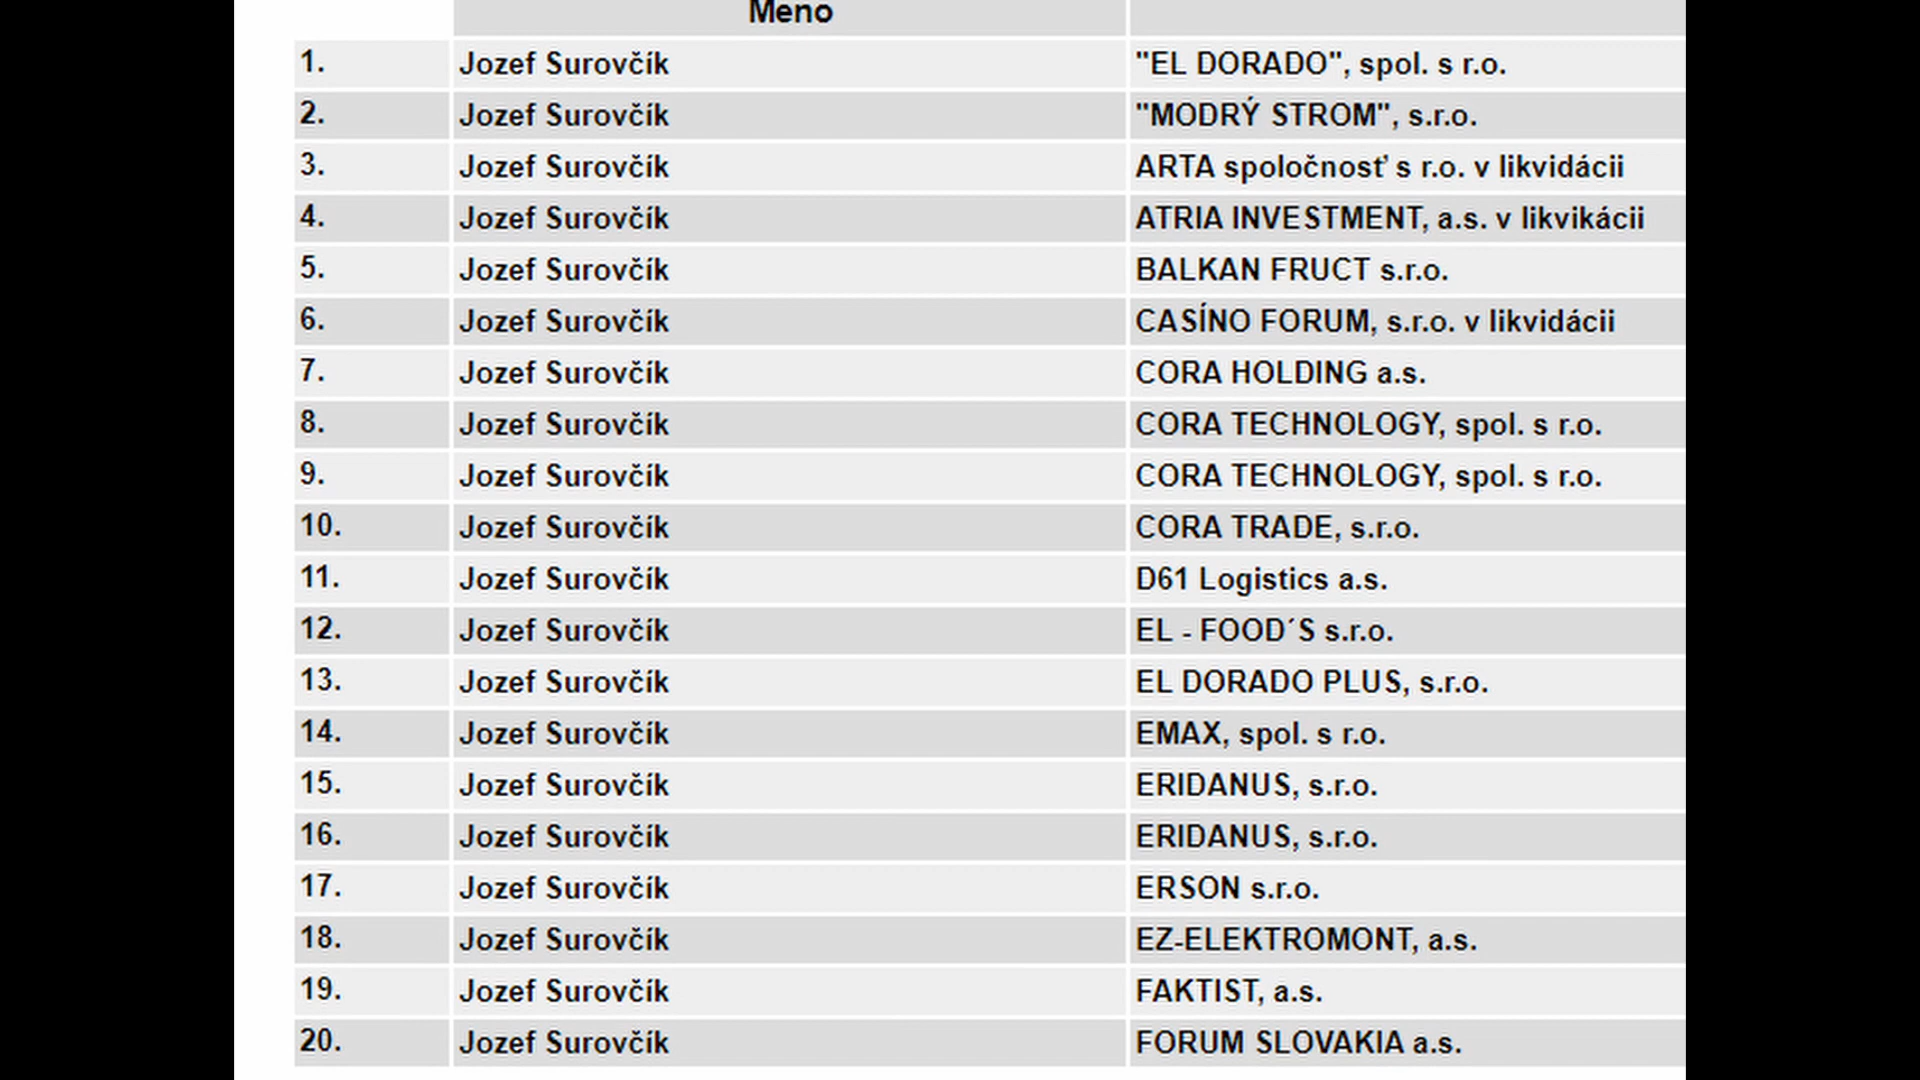 Meno
1. Jozef Surovčík "EL DORADO", spol. s r.o.
2. Jozef Surovčík "MODRÝ STROM", s.r.o.
3. Jozef Surovčík ARTA spoločnosť s r.o. v likvidácii
4. Jozef Surovčík ATRIA INVESTMENT, a.s. v likvikácii
5. Jozef Surovčík BALKAN FRUCT s.r.o.
6. Jozef Surovčík CASÍNO FORUM, s.r.o. v likvidácii
7. Jozef Surovčík CORA HOLDING a.s.
8. Jozef Surovčík CORA TECHNOLOGY, spol. s r.o.
9. Jozef Surovčík CORA TECHNOLOGY, spol. s r.o.
10. Jozef Surovčík CORA TRADE, s.r.o.
11. Jozef Surovčík D61 Logistics a.s.
12. Jozef Surovčík EL - FOOD´S s.r.o.
13. Jozef Surovčík EL DORADO PLUS, s.r.o.
14. Jozef Surovčík EMAX, spol. s r.o.
15. Jozef Surovčík ERIDANUS, s.r.o.
16. Jozef Surovčík ERIDANUS, s.r.o.
17. Jozef Surovčík ERSON s.r.o.
18. Jozef Surovčík EZ-ELEKTROMONT, a.s.
19. Jozef Surovčík FAKTIST, a.s.
20. Jozef Surovčík FORUM SLOVAKIA a.s.